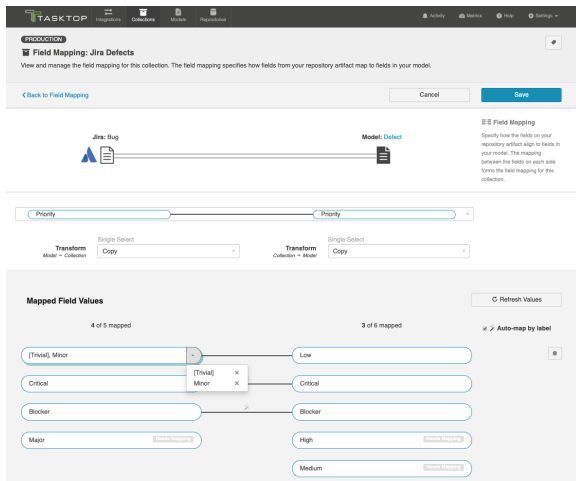 TASKTOP
Integrations
Collections
Models
Repositories
Activity
Metrics
Help
Settings
PRODUCTION
Field Mapping: Jira Defects
View and manage the field mapping for this collection. The field mapping specifies how fields from your repository artifact map to fields in your model.
Back to Field Mapping
Cancel
Save
Jira: Bug
Model: Defect
Field Mapping
Specify how the fields on your
repository artifact align to fields in
your model. The mapping
between the fields on each side
forms the field mapping for this
collection.
Priority
Priority
Single Select
Transform
Model → Collection
Copy
Single Select
Transform
Collection → Model
Copy
Mapped Field Values
Refresh Values
4 of 5 mapped
3 of 6 mapped
Auto-map by label
[Trivial], Minor
Low
[Trivial]
Minor
Critical
Critical
Blocker
Blocker
Major
Needs Mapping
High
Needs Mapping
Medium
Needs Mapping